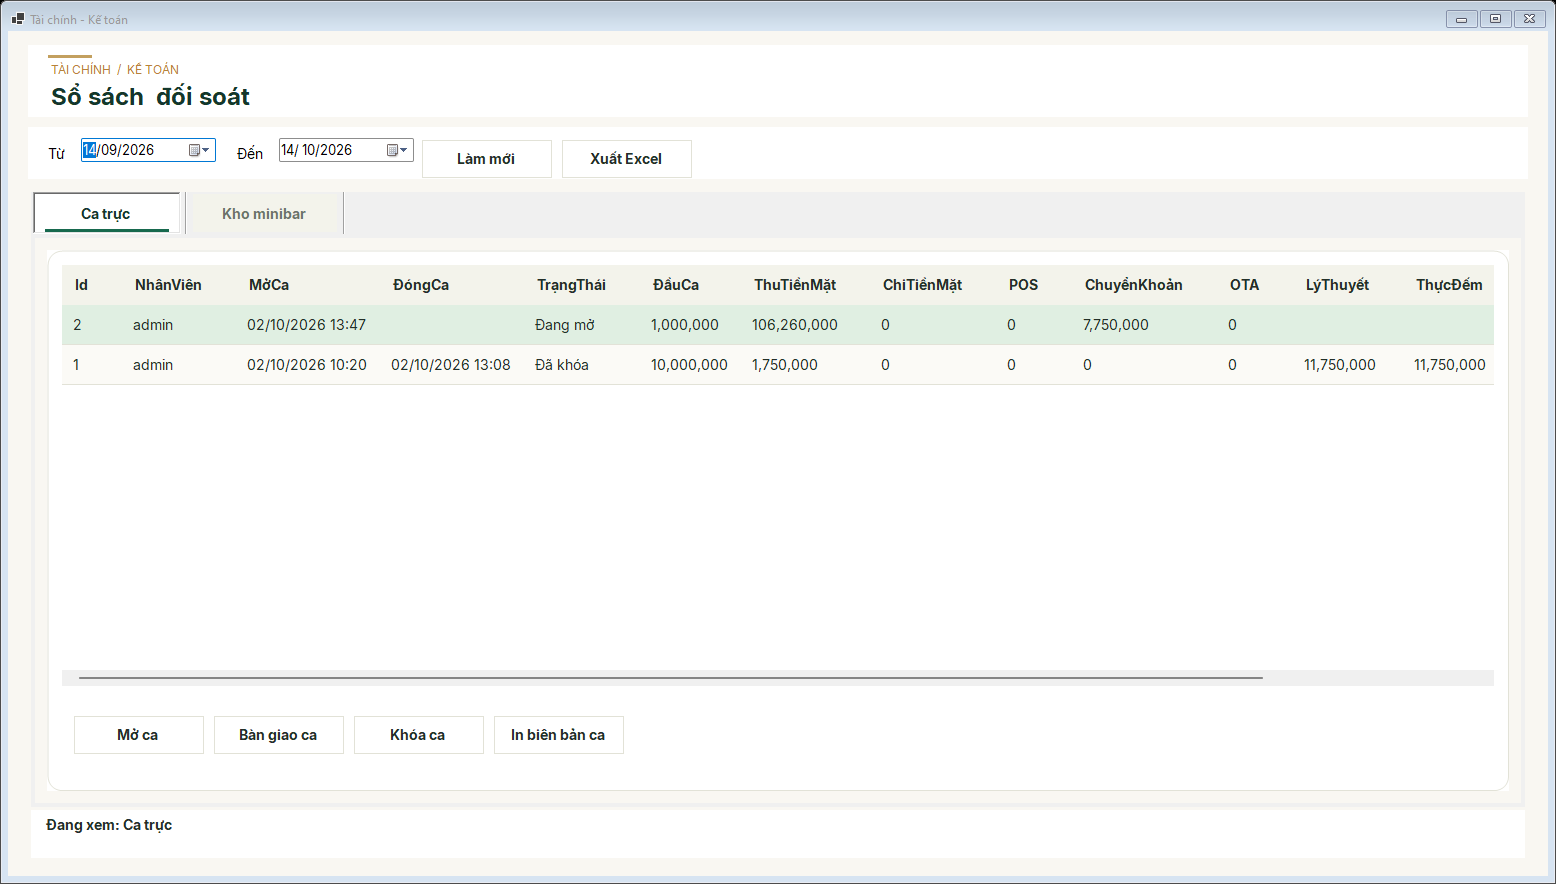 Tài chính - Kế toán
TÀI CHÍNH / KẾ TOÁN
Sổ sách  đối soát
Từ 14/09/2026 Đến 14/ 10/2026 Làm mới Xuất Excel
Ca trực Kho minibar
Id NhânViên MởCa ĐóngCa TrạngThái ĐầuCa ThuTiềnMặt ChiTiềnMặt POS ChuyểnKhoản OTA LýThuyết ThựcĐếm
2 admin 02/10/2026 13:47 Đang mở 1,000,000 106,260,000 0 0 7,750,000 0
1 admin 02/10/2026 10:20 02/10/2026 13:08 Đã khóa 10,000,000 1,750,000 0 0 0 0 11,750,000 11,750,000
Mở ca Bàn giao ca Khóa ca In biên bản ca
Đang xem: Ca trực